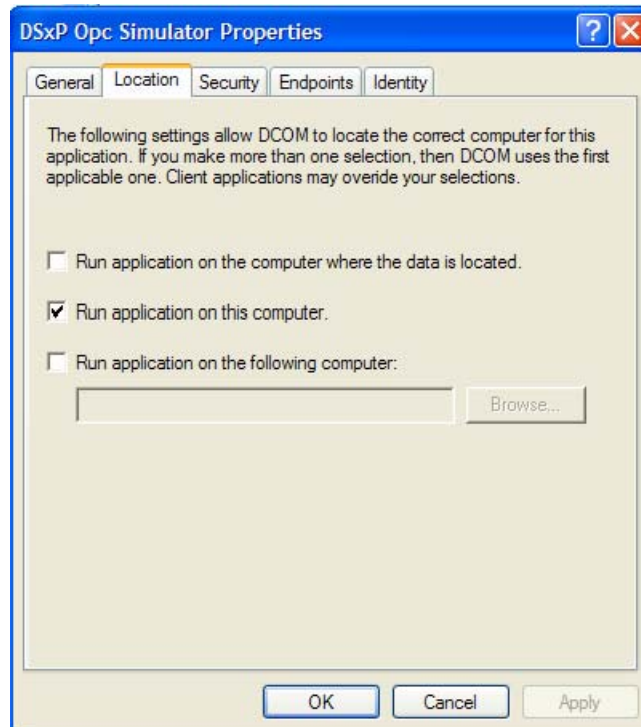 DSxP Opc Simulator Properties
General Location Security Endpoints Identity
The following settings allow DCOM to locate the correct computer for this
application. If you make more than one selection, then DCOM uses the first
applicable one. Client applications may overide your selections.
Run application on the computer where the data is located.
Run application on this computer.
Run application on the following computer:
Browse...
OK Cancel Apply